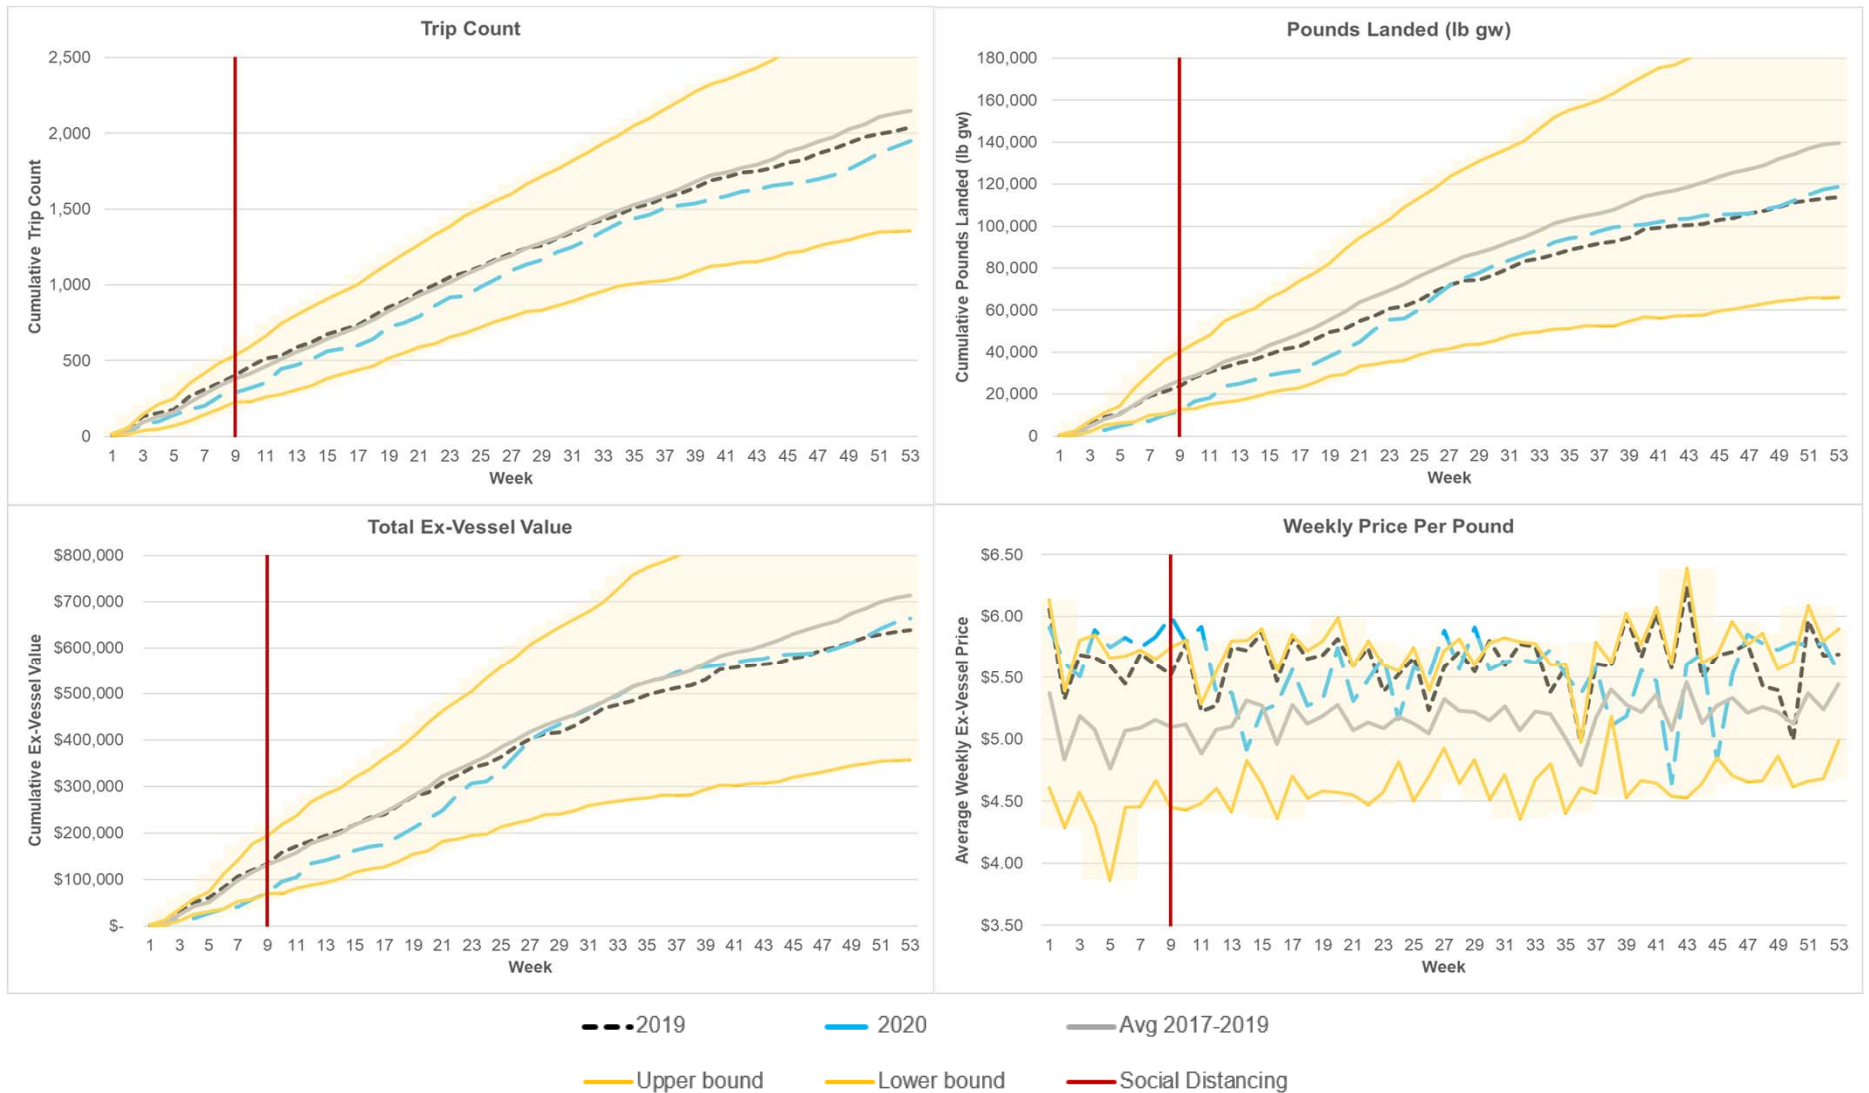 Trip Count
2,500
2,000
1,500
1,000
500
0
Cumulative Trip Count
1 3 5 7 9 11 13 15 17 19 21 23 25 27 29 31 33 35 37 39 41 43 45 47 49 51 53
Week
Pounds Landed (lb gw)
180,000
160,000
140,000
120,000
100,000
80,000
60,000
40,000
20,000
0
Cumulative Pounds Landed (lb gw)
1 3 5 7 9 11 13 15 17 19 21 23 25 27 29 31 33 35 37 39 41 43 45 47 49 51 53
Week
Total Ex-Vessel Value
$800,000
$700,000
$600,000
$500,000
$400,000
$300,000
$200,000
$100,000
$-
Cumulative Ex-Vessel Value
1 3 5 7 9 11 13 15 17 19 21 23 25 27 29 31 33 35 37 39 41 43 45 47 49 51 53
Week
Weekly Price Per Pound
$6.50
$6.00
$5.50
$5.00
$4.50
$4.00
$3.50
Average Weekly Ex-Vessel Price
1 3 5 7 9 11 13 15 17 19 21 23 25 27 29 31 33 35 37 39 41 43 45 47 49 51 53
Week
2019 2020 Avg 2017-2019
Upper bound Lower bound Social Distancing